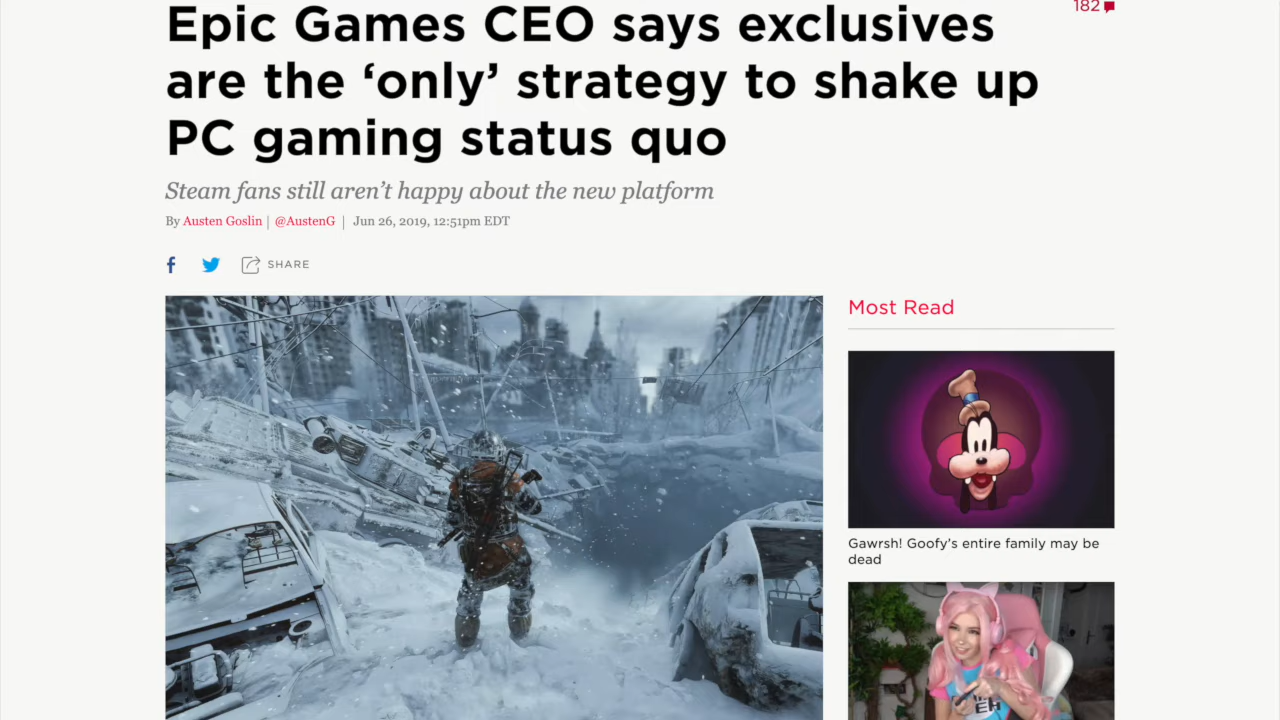 182
Epic Games CEO says exclusives
are the ‘only’ strategy to shake up
PC gaming status quo
Steam fans still aren’t happy about the new platform
By Austen Goslin | @AustenG | Jun 26, 2019, 12:51pm EDT
SHARE
Most Read
Gawrsh! Goofy’s entire family may be
dead
EH